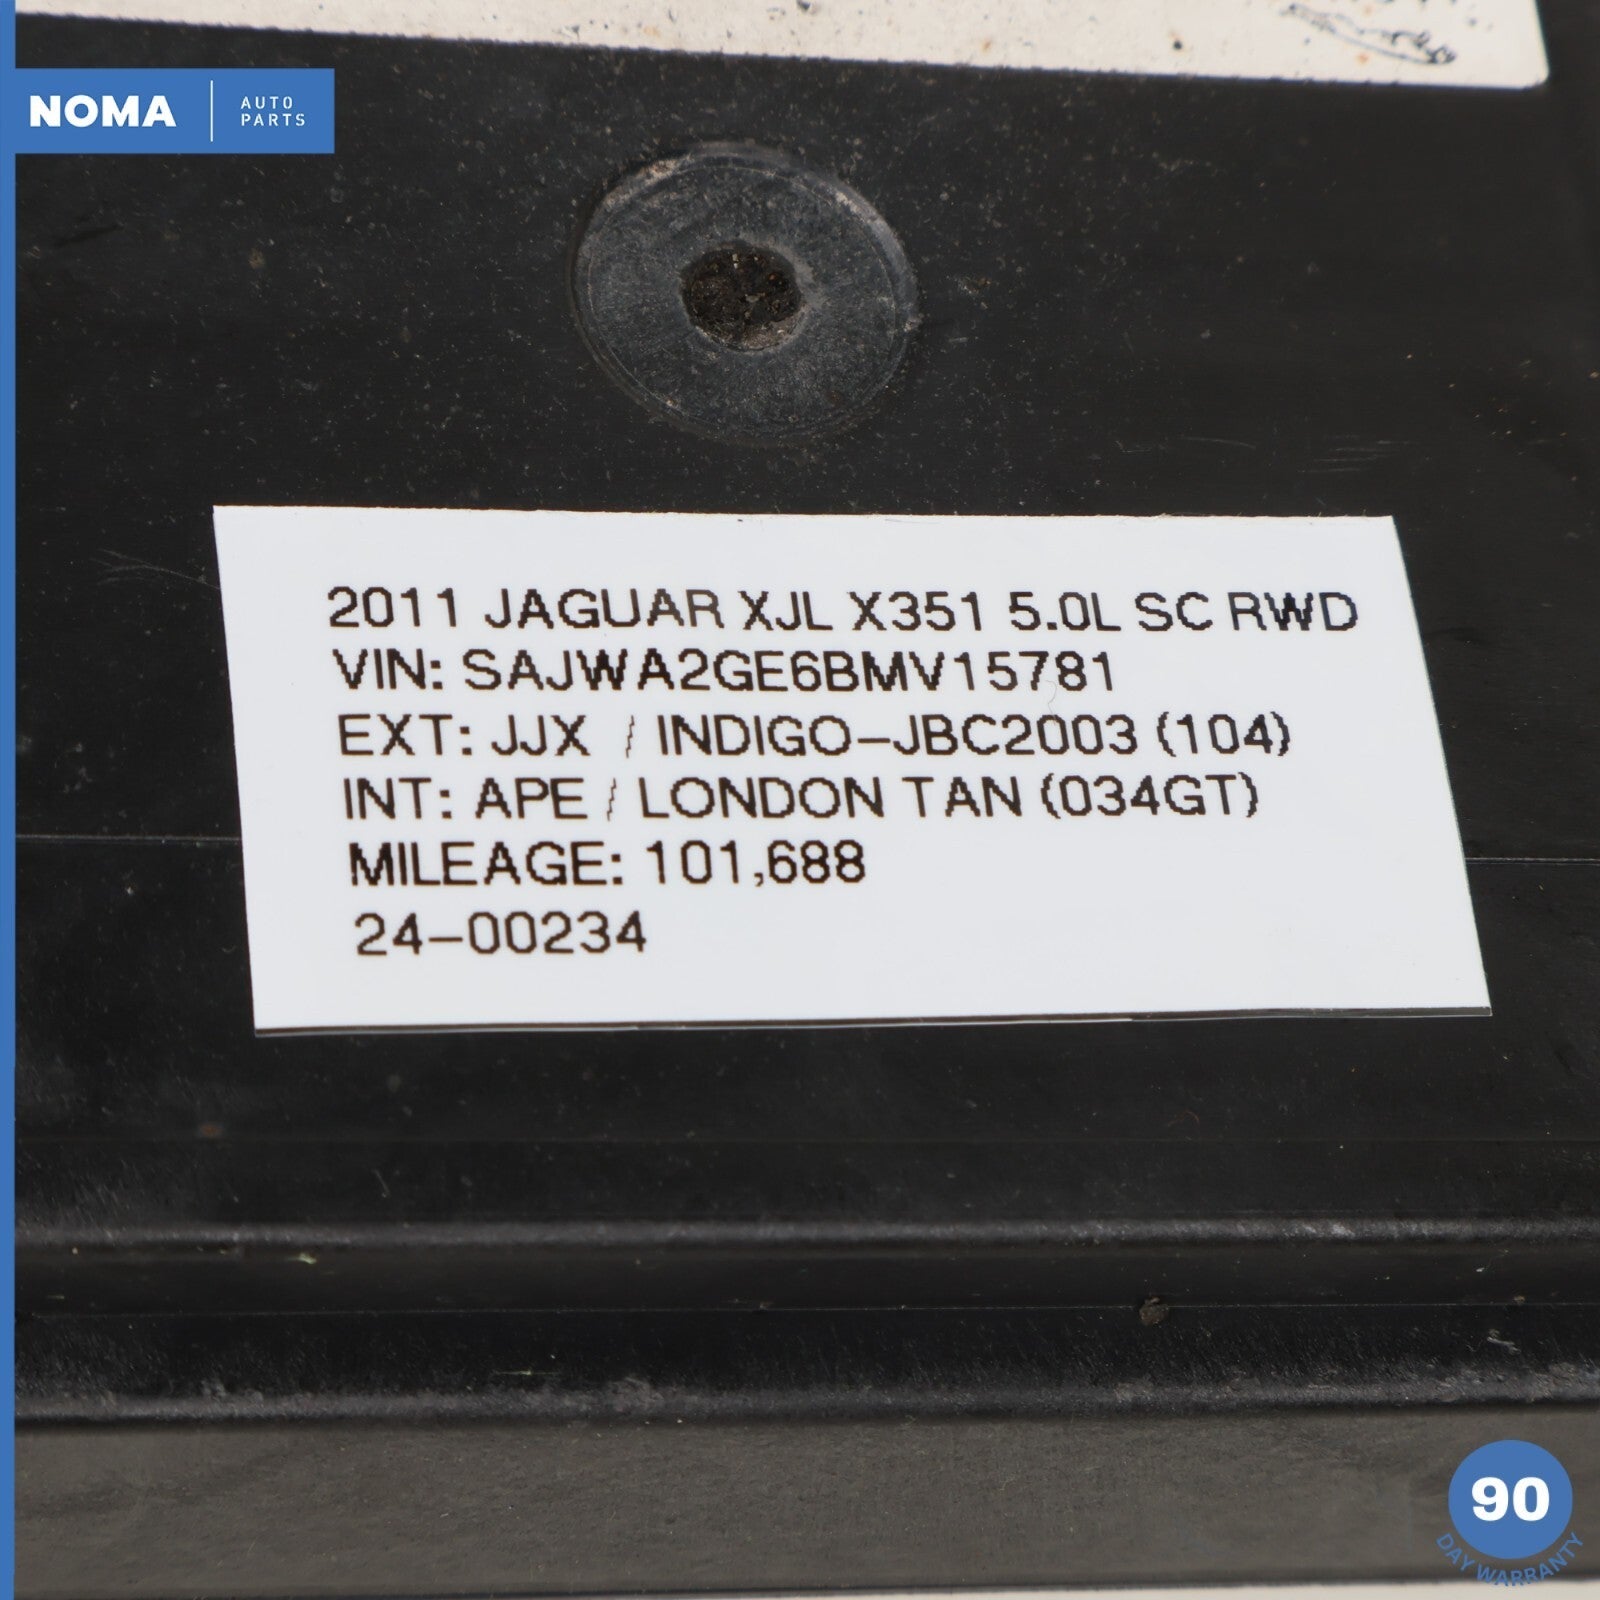 NOMA
AUTO
PARTS
2011 JAGUAR XJL X351 5.0L SC RWD
VIN: SAJWA2GE6BMV15781
EXT: JJX / INDIGO-JBC2003 (104)
INT: APE / LONDON TAN (034GT)
MILEAGE: 101,688
24-00234
90
DAY WARRANTY